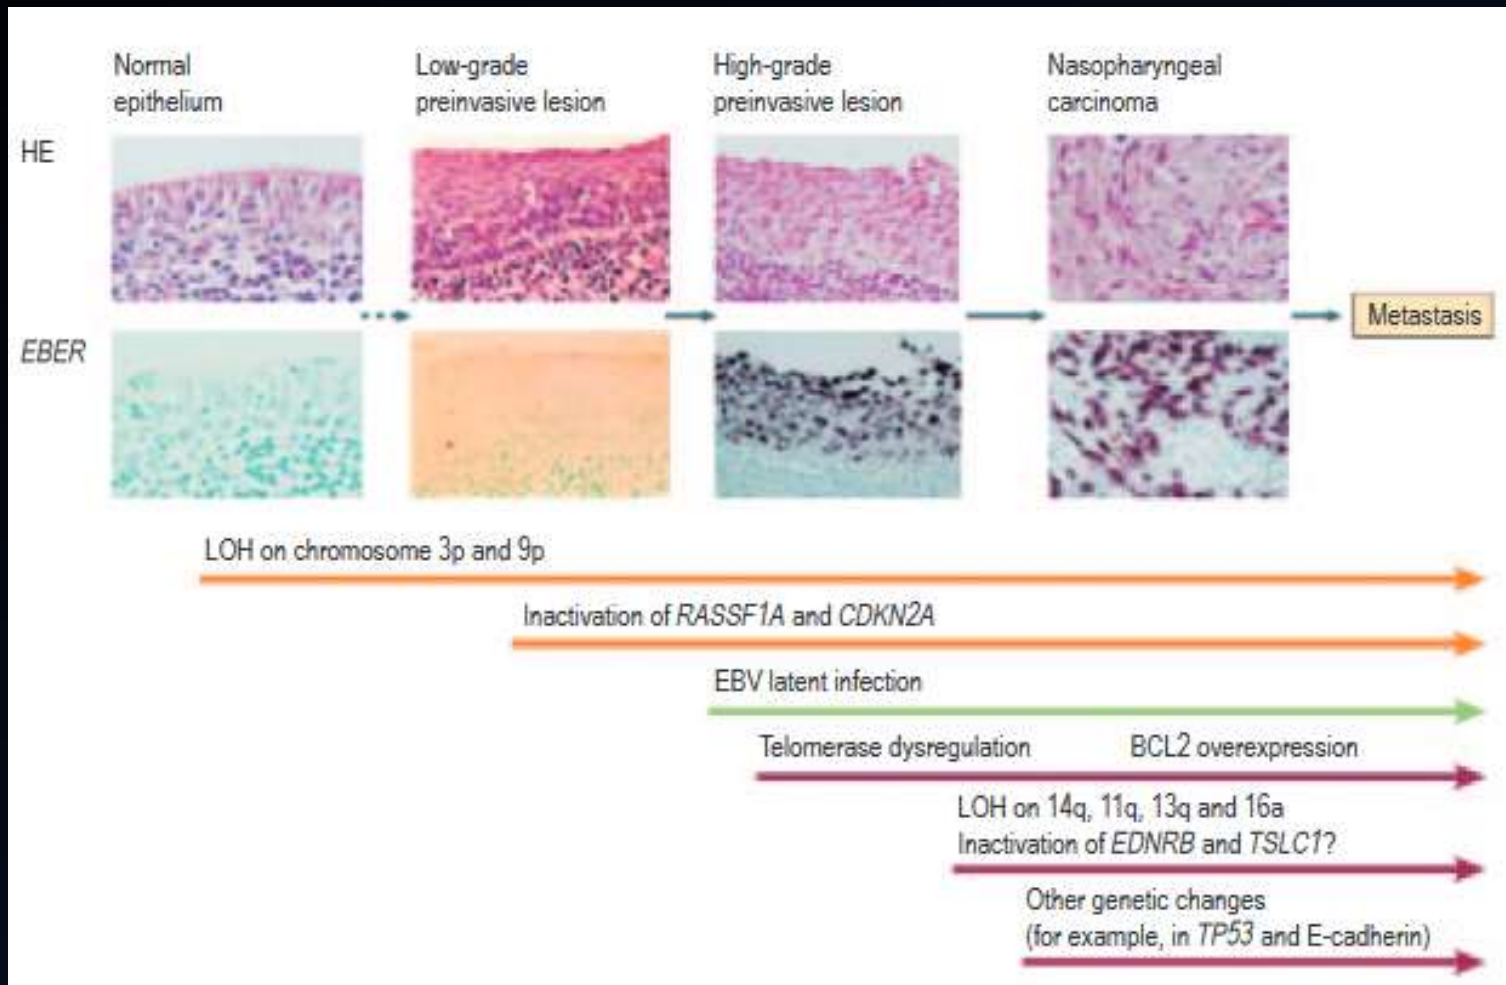 Normal
epithelium
Low-grade
preinvasive lesion
High-grade
preinvasive lesion
Nasopharyngeal
carcinoma
HE
Metastasis
EBER
LOH on chromosome 3p and 9p
Inactivation of RASSF1A and CDKN2A
EBV latent infection
Telomerase dysregulation
BCL2 overexpression
LOH on 14q, 11q, 13q and 16a
Inactivation of EDNRB and TSLC1?
Other genetic changes
(for example, in TP53 and E-cadherin)